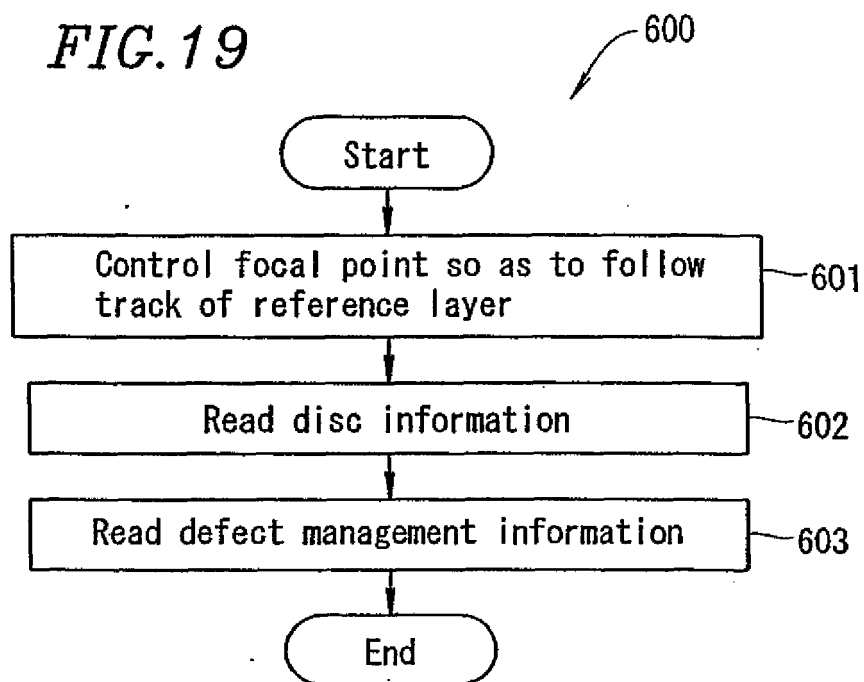 FIG.19
600
Start
Control focal point so as to follow
track of reference layer
601
Read disc information
602
Read defect management information
603
End